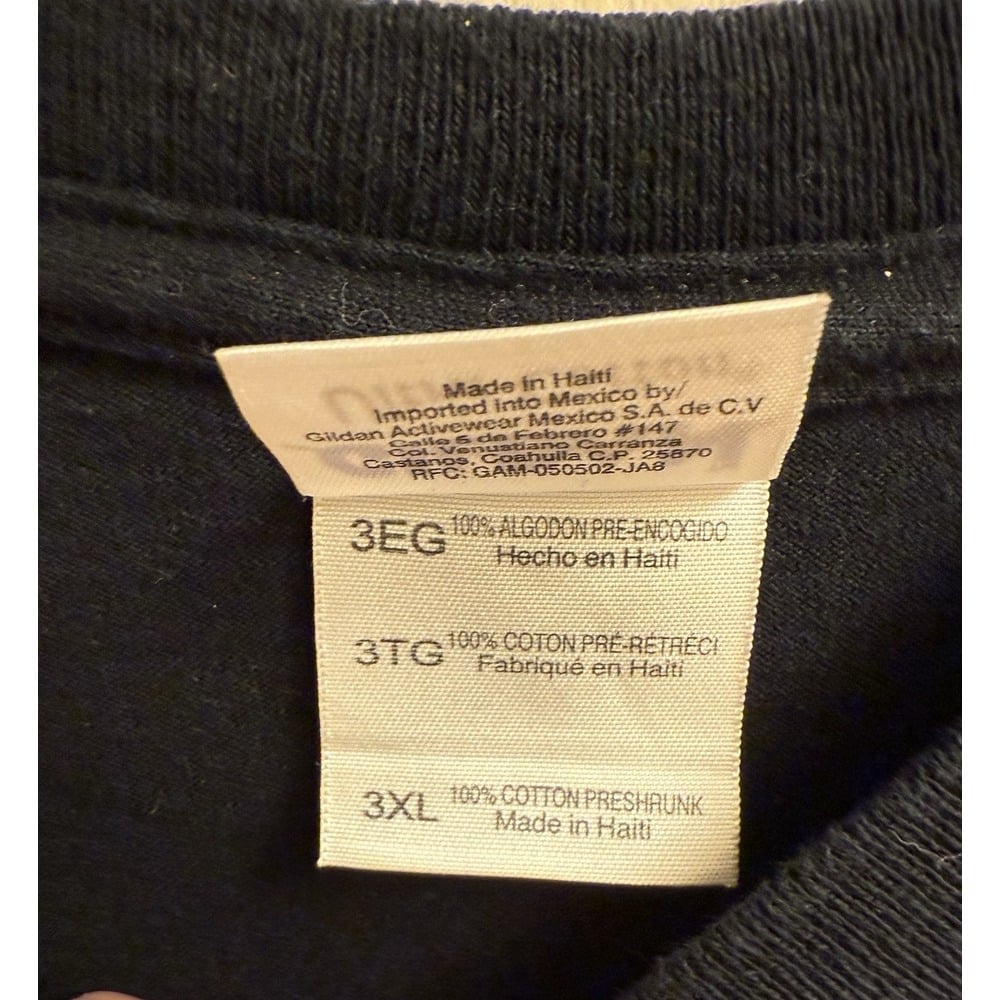 Made in Haiti
Imported into Mexico by/
Gildan Activewear Mexico S.A. de C.V
Calle 5 de Febrero #147
Col. Venustiano Carranza
Castanos, Coahuila C.P. 25870
RFC: GAM-050502-JA8
3EG 100% ALGODON PRE-ENCOGIDO
Hecho en Haiti
3TG 100% COTON PRÉ-RÉTRÉCI
Fabriqué en Haiti
3XL 100% COTTON PRESHRUNK
Made in Haiti